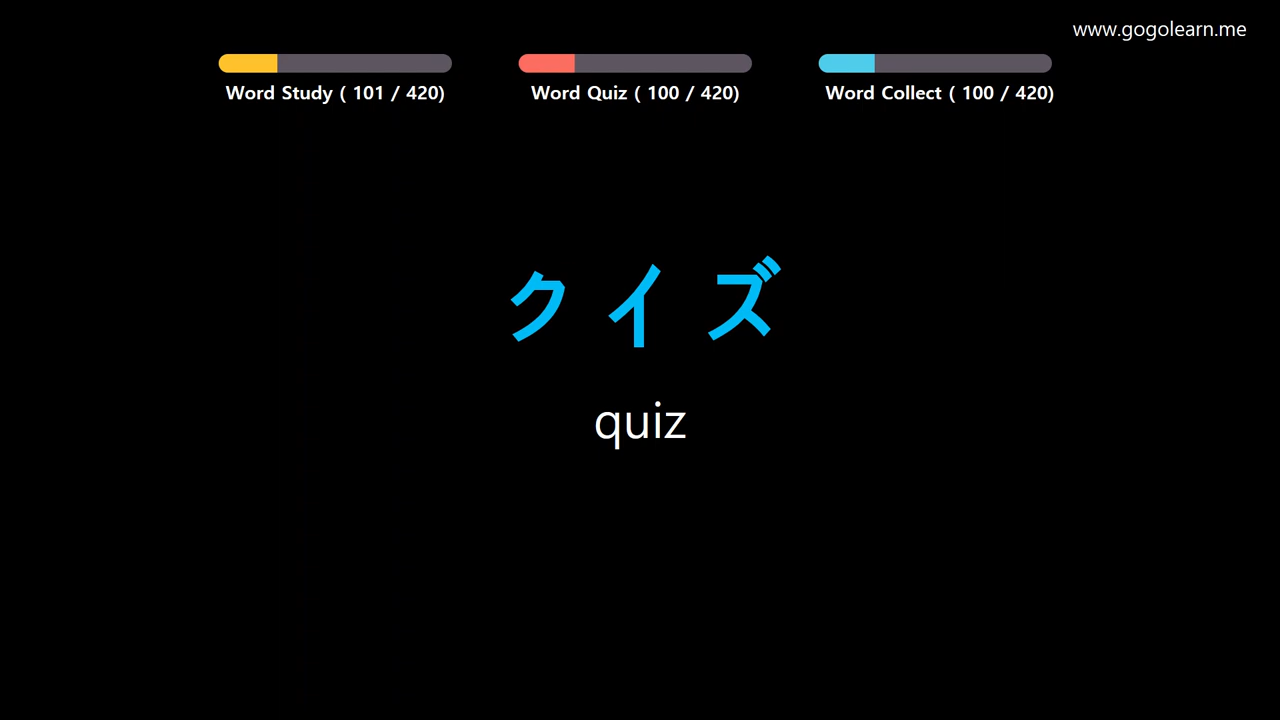 www.gogolearn.me
Word Study ( 101 / 420)
Word Quiz ( 100 / 420)
Word Collect ( 100 / 420)
クイズ
quiz